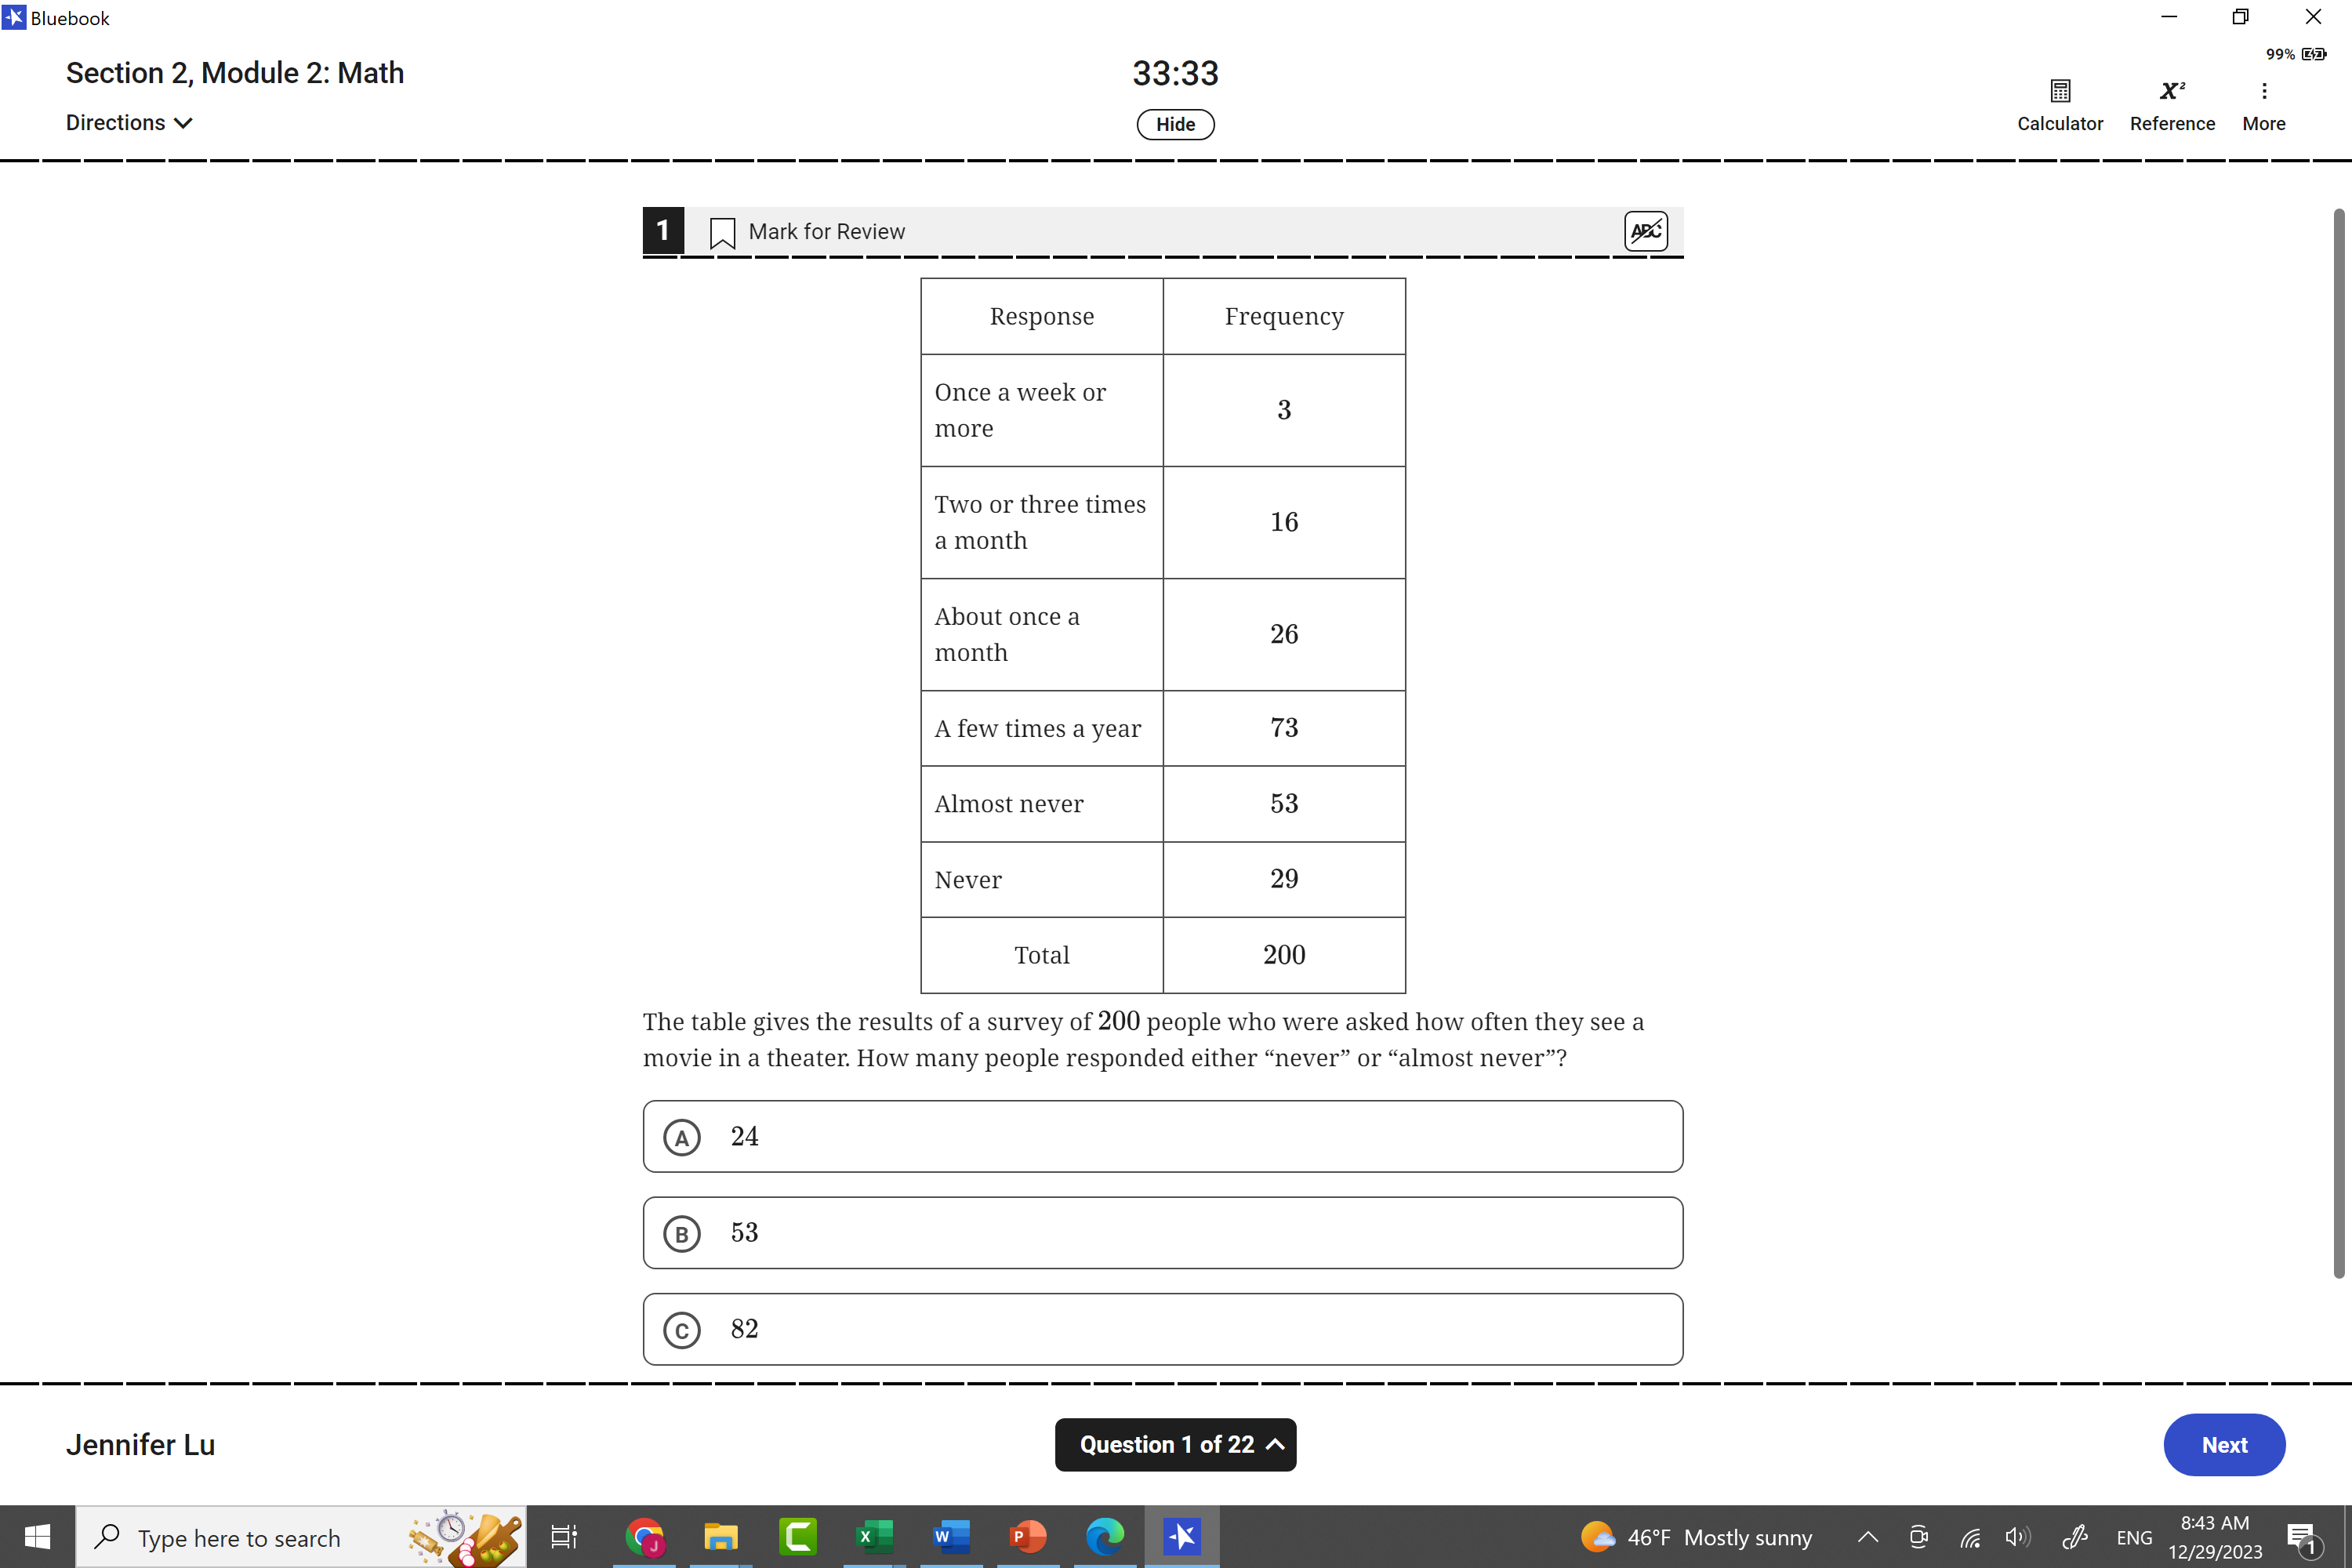 Bluebook
99%
Section 2, Module 2: Math
33:33
Directions
Hide
Calculator
Reference
More
1
Mark for Review
ABC
Response Frequency
Once a week or
more
3
Two or three times
a month
16
About once a
month
26
A few times a year 73
Almost never 53
Never 29
Total 200
The table gives the results of a survey of 200 people who were asked how often they see a
movie in a theater. How many people responded either “never” or “almost never”?
A 24
B 53
C 82
Jennifer Lu
Question 1 of 22
Next
Type here to search
46°F Mostly sunny
ENG
8:43 AM
12/29/2023
1